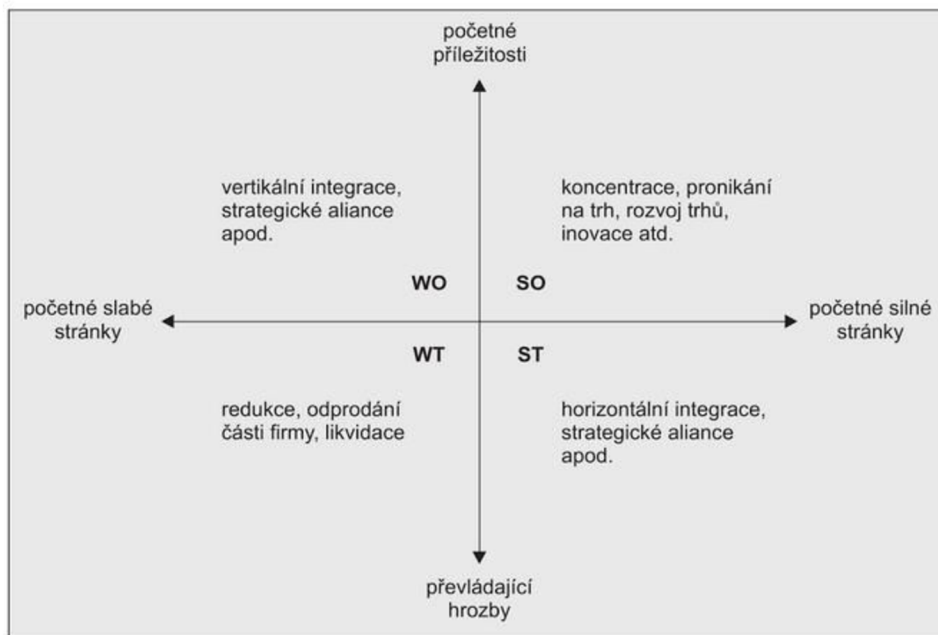 početné
příležitosti
vertikální integrace,
strategické aliance
apod.
koncentrace, pronikání
na trh, rozvoj trhů,
inovace atd.
WO
SO
početné slabé
stránky
početné silné
stránky
WT
ST
redukce, odprodání
části firmy, likvidace
horizontální integrace,
strategické aliance
apod.
převládající
hrozby